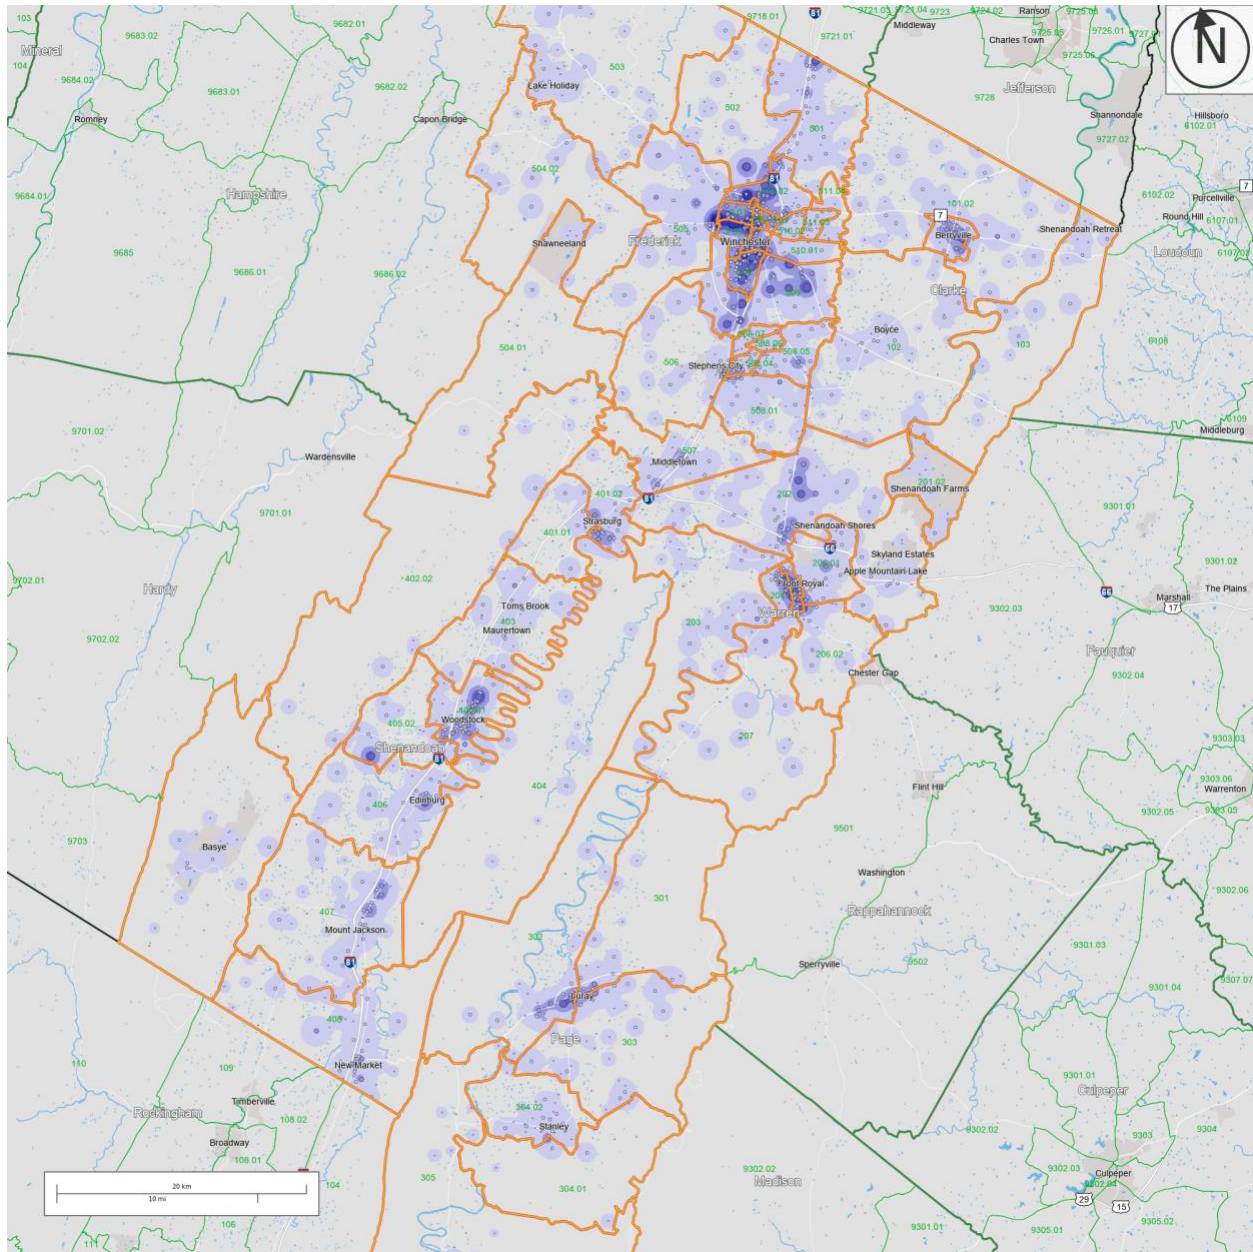 103
9682.01
9718.01
81
9721.03
9721.04
9723
9724.02
9725.03
Ranson
Middleway
9721.01
Charles Town
9725.05
9726.01
9725.06
N
Mineral
104
9683.02
9684.02
9683.01
9682.02
503
Lake Holiday
502
9728
Jefferson
Shannondale
9727.02
Hillsboro
6102.01
Romney
Capon Bridge
501
504.02
81
Hampshire
9684.01
9685
9686.01
9686.02
Shawneeland
Frederick
505
Winchester
510.01
7
101.02
Berryville
Shenandoah Retreat
6102.02
Purcellville
7
Round Hill
6107.01
Loudoun
Clarke
504.01
Boyce
102
103
6108
506
Stephens City
508.01
6109
Middleburg
9701.02
Wardensville
507
Middletown
401.02
81
202
201.02
Shenandoah Farms
9301.01
9701.01
Strasburg
401.01
Shenandoah Shores
66
Skyland Estates
Apple Mountain Lake
9301.02
9702.01
Hardy
402.02
Toms Brook
403
Maurertown
Front Royal
Warren
203
9302.03
66
Marshall
17
The Plains
Fauquier
9702.02
206.02
Chester Gap
9302.04
Woodstock
405.02
Shenandoah
81
207
9303.03
9303.06
Warrenton
406
Edinburg
404
Flint Hill
9302.05
9501
9703
Basye
Washington
9302.06
301
Rappahannock
407
Mount Jackson
302
81
Sperryville
9502
9301.03
9307.07
9301.04
Luray
Page
303
408
New Market
110
109
Timberville
Rockingham
108.02
Broadway
108.01
104
106
Stanley
9302.02
Madison
305
304.01
9301.01
Culpeper
9302.02
9303
9304
9302.03
Culpeper
29
15
9301.01
9305.01
9305.02
20 km
10 mi